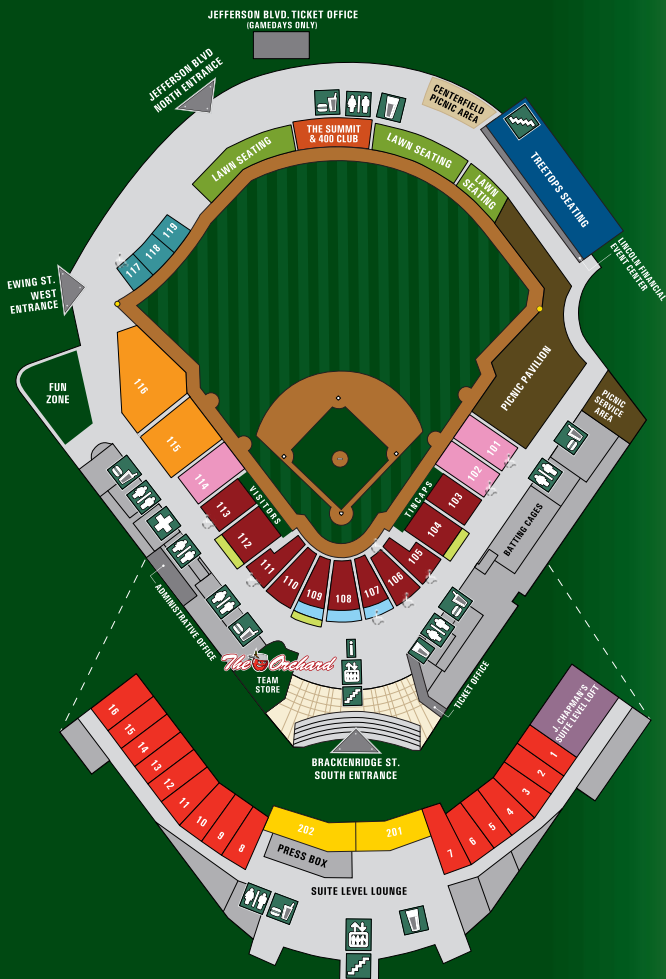 JEFFERSON BLVD. TICKET OFFICE
(GAMEDAYS ONLY)
JEFFERSON BLVD
NORTH ENTRANCE
CENTERFIELD
PICNIC AREA
THE SUMMIT
& 400 CLUB
LAWN SEATING
LAWN SEATING
LAWN
SEATING
TREETOPS SEATING
LINCOLN FINANCIAL
EVENT CENTER
119
118
117
EWING ST.
WEST
ENTRANCE
FUN
ZONE
116
115
114
PICNIC PAVILION
PICNIC
SERVICE
AREA
101
102
103
104
105
106
107
108
109
110
111
112
113
VISITORS
TINCAPS
BATTING CAGES
ADMINISTRATIVE OFFICE
The Orchard
TEAM
STORE
i
TICKET OFFICE
BRACKENRIDGE ST.
SOUTH ENTRANCE
J. CHAPMAN'S
SUITE LEVEL LOFT
16
15
14
13
12
11
10
9
8
202
201
7
6
5
4
3
2
1
PRESS BOX
SUITE LEVEL LOUNGE